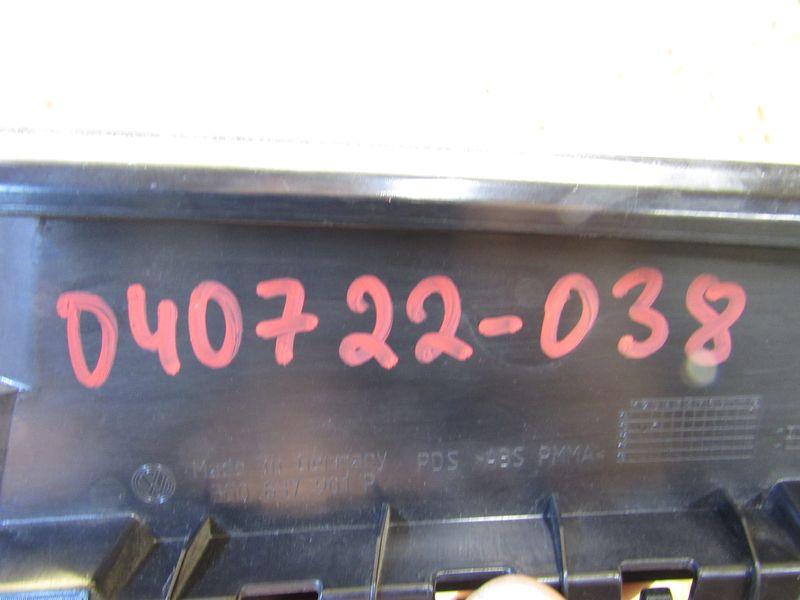 040722-038
Made in Germany PDS >ABS PMMA<